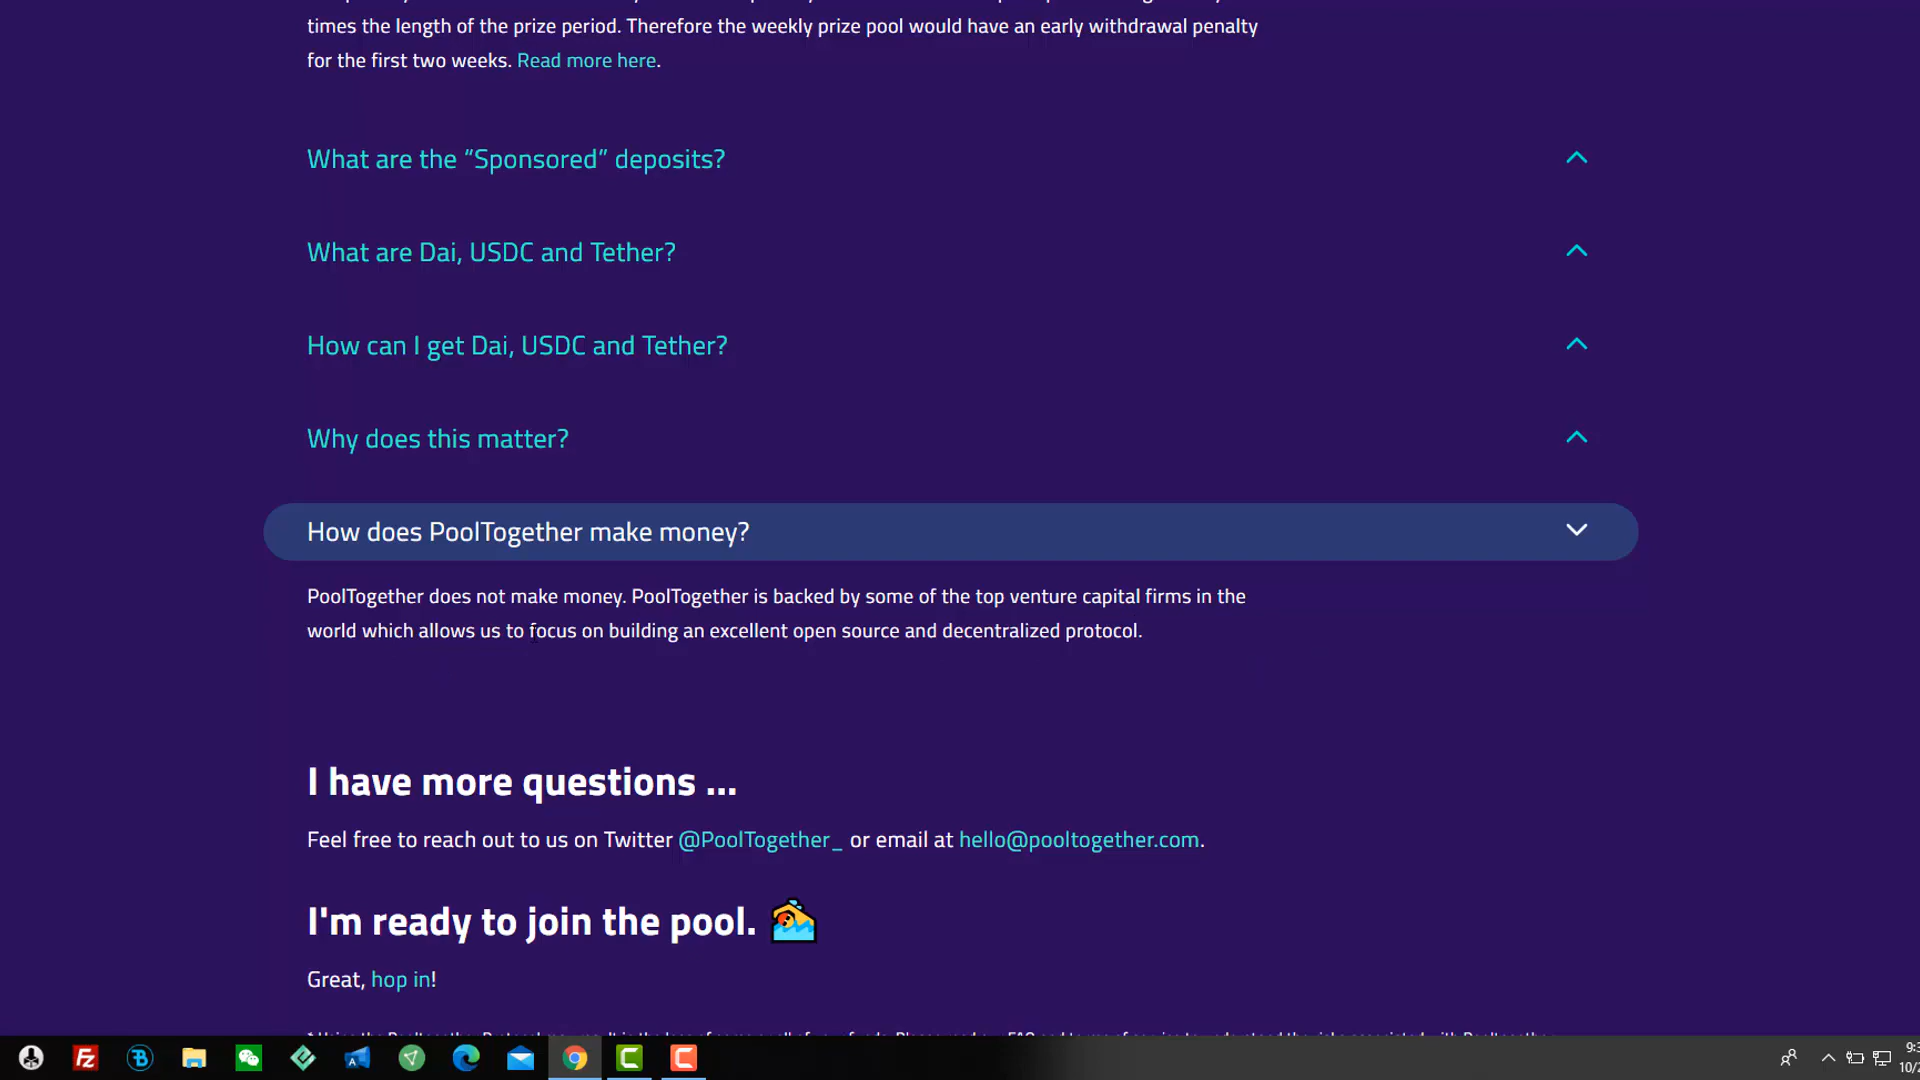 times the length of the prize period. Therefore the weekly prize pool would have an early withdrawal penalty
for the first two weeks. Read more here.
What are the “Sponsored” deposits?
What are Dai, USDC and Tether?
How can I get Dai, USDC and Tether?
Why does this matter?
How does PoolTogether make money?
PoolTogether does not make money. PoolTogether is backed by some of the top venture capital firms in the
world which allows us to focus on building an excellent open source and decentralized protocol.
I have more questions ...
Feel free to reach out to us on Twitter @PoolTogether_ or email at hello@pooltogether.com.
I'm ready to join the pool.
Great, hop in!
Fz
A
C
C
9:3
10/2